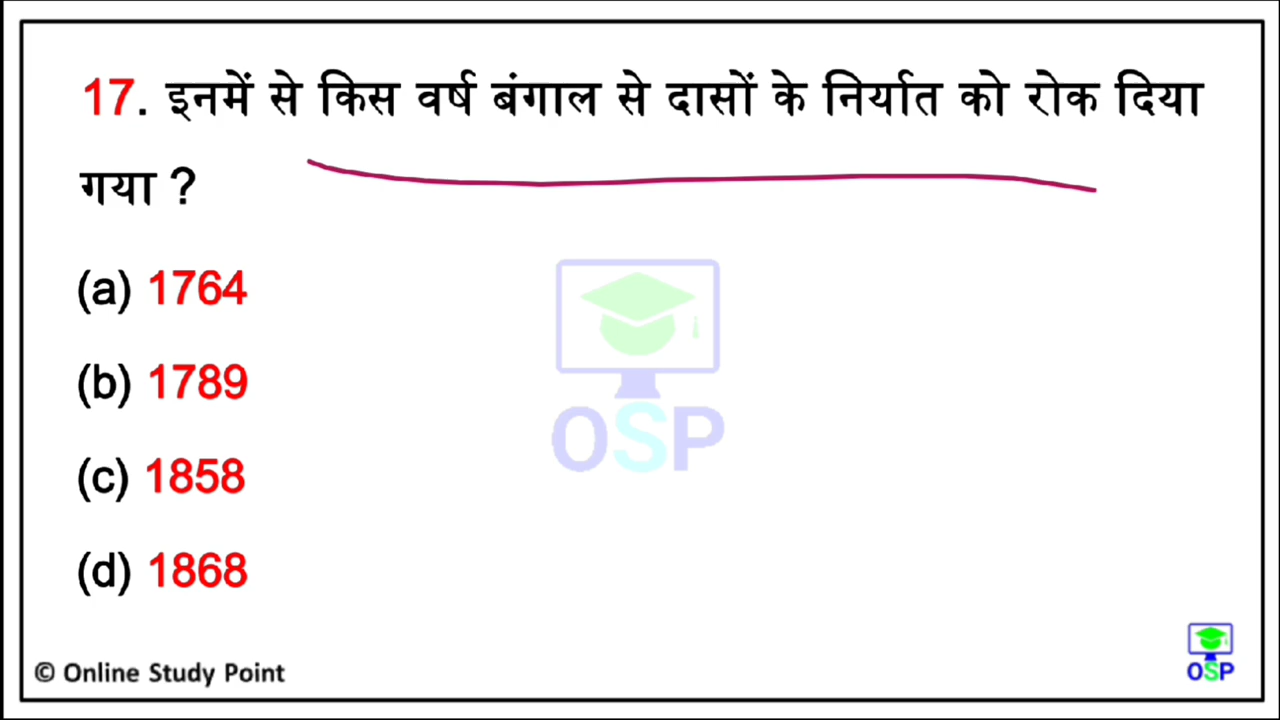 17. इनमें से किस वर्ष बंगाल से दासों के निर्यात को रोक दिया
गया ?
(a) 1764
(b) 1789
(c) 1858
(d) 1868
OSP
© Online Study Point
OSP